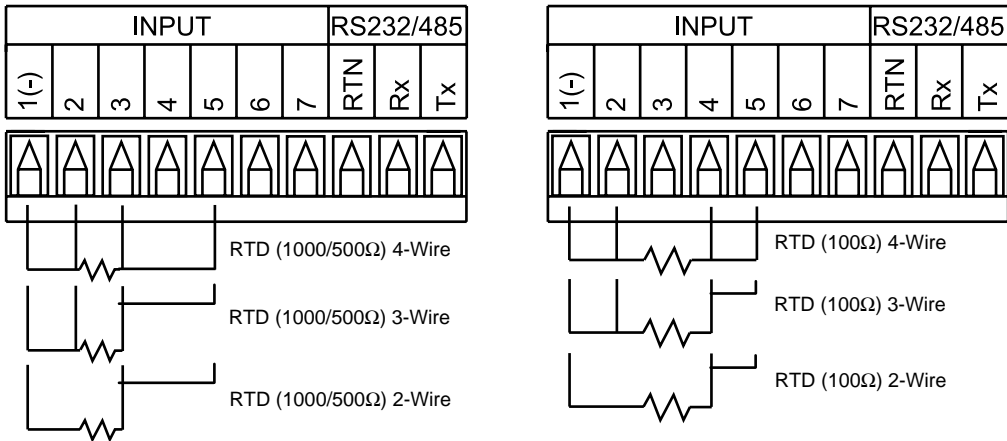 INPUT RS232/485
1(-) 2 3 4 5 6 7 RTN Rx Tx
RTD (1000/500Ω) 4-Wire
RTD (1000/500Ω) 3-Wire
RTD (1000/500Ω) 2-Wire
INPUT RS232/485
1(-) 2 3 4 5 6 7 RTN Rx Tx
RTD (100Ω) 4-Wire
RTD (100Ω) 3-Wire
RTD (100Ω) 2-Wire